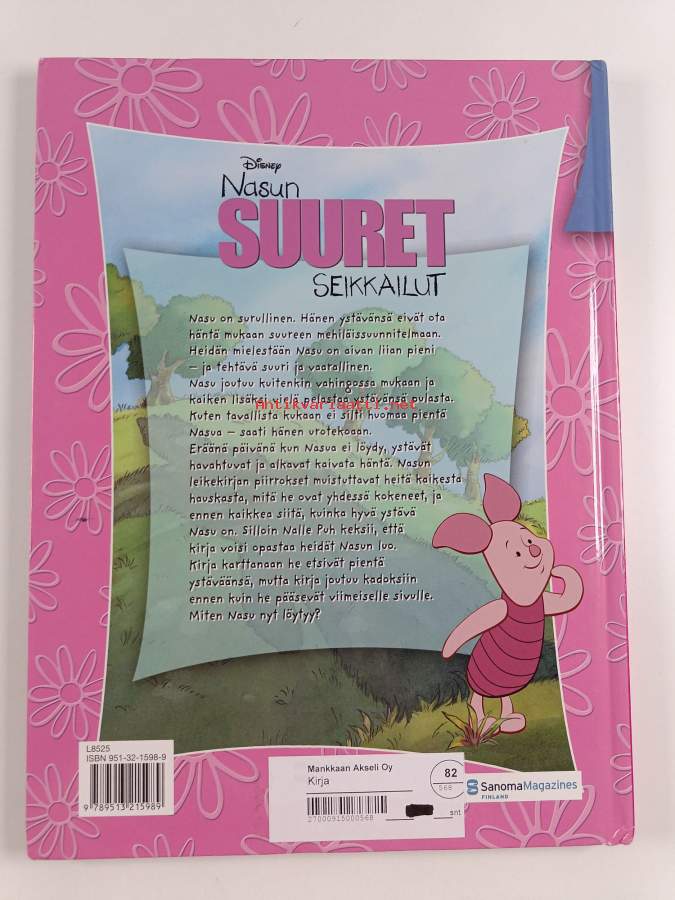 Disney
Nasun
SUURET
SEIKKAILUT
Nasu on surullinen. Hänen ystävänsä eivät ota
häntä mukaan suureen mehiläissuunnitelmaan.
Heidän mielestään Nasu on aivan liian pieni
– ja tehtävä suuri ja vaarallinen.
Nasu joutuu kuitenkin vahingossa mukaan ja
kaiken lisäksi vielä pelastaa ystävänsä pulasta.
Antikvariaatti.net
Kuten tavallista kukaan ei silti huomaa pientä
Nasua – saati hänen urotekoaan.
Eräänä päivänä kun Nasua ei löydy, ystävät
havahtuvat ja alkavat kaivata häntä. Nasun
leikekirjan piirrokset muistuttavat heitä kaikesta
hauskasta, mitä he ovat yhdessä kokeneet, ja
ennen kaikkea siitä, kuinka hyvä ystävä
Nasu on. Silloin Nalle Puh keksii, että
kirja voisi opastaa heidät Nasun luo.
Kirja karttanaan he etsivät pientä
ystäväänsä, mutta kirja joutuu kadoksiin
ennen kuin he pääsevät viimeiselle sivulle.
Miten Nasu nyt löytyy?
L8525
ISBN 951-32-1598-9
9 789513 215989
Mankkaan Akseli Oy
Kirja
27000915000568
82
568
snt
SanomaMagazines
FINLAND